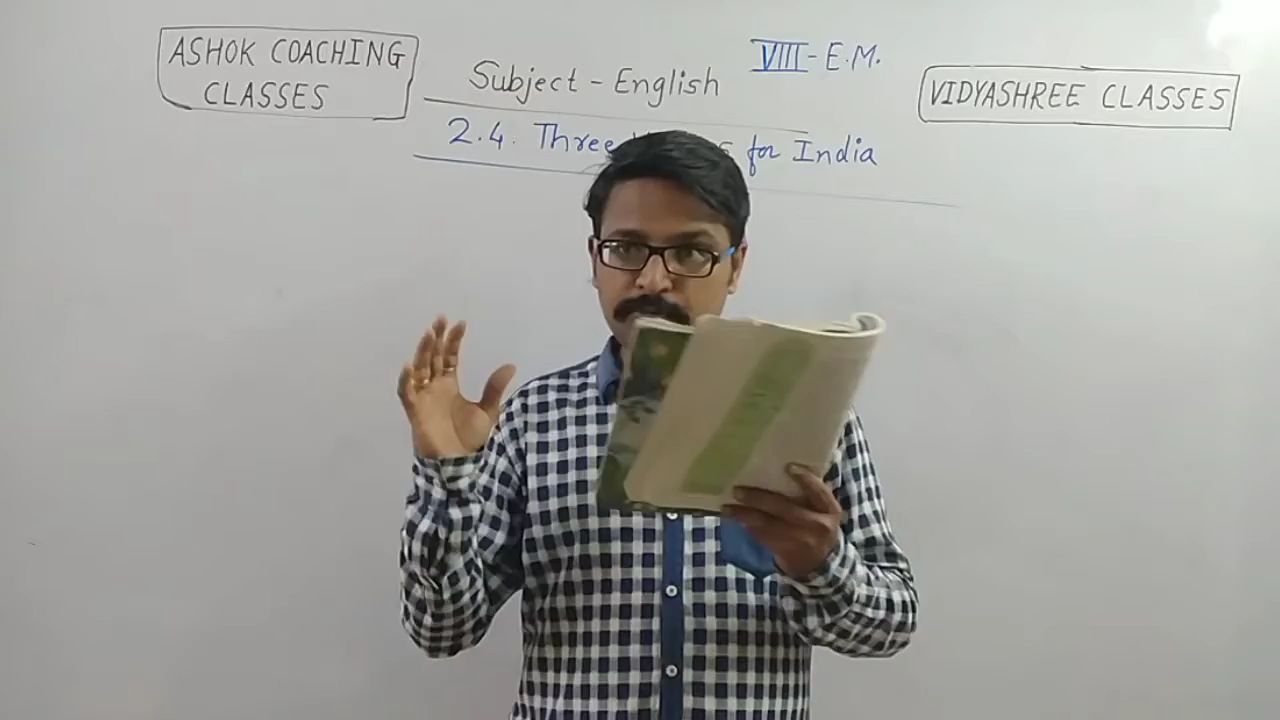 ASHOK COACHING
CLASSES
Subject - English
VIII - E.M.
VIDYASHREE CLASSES
2.4. Three for India